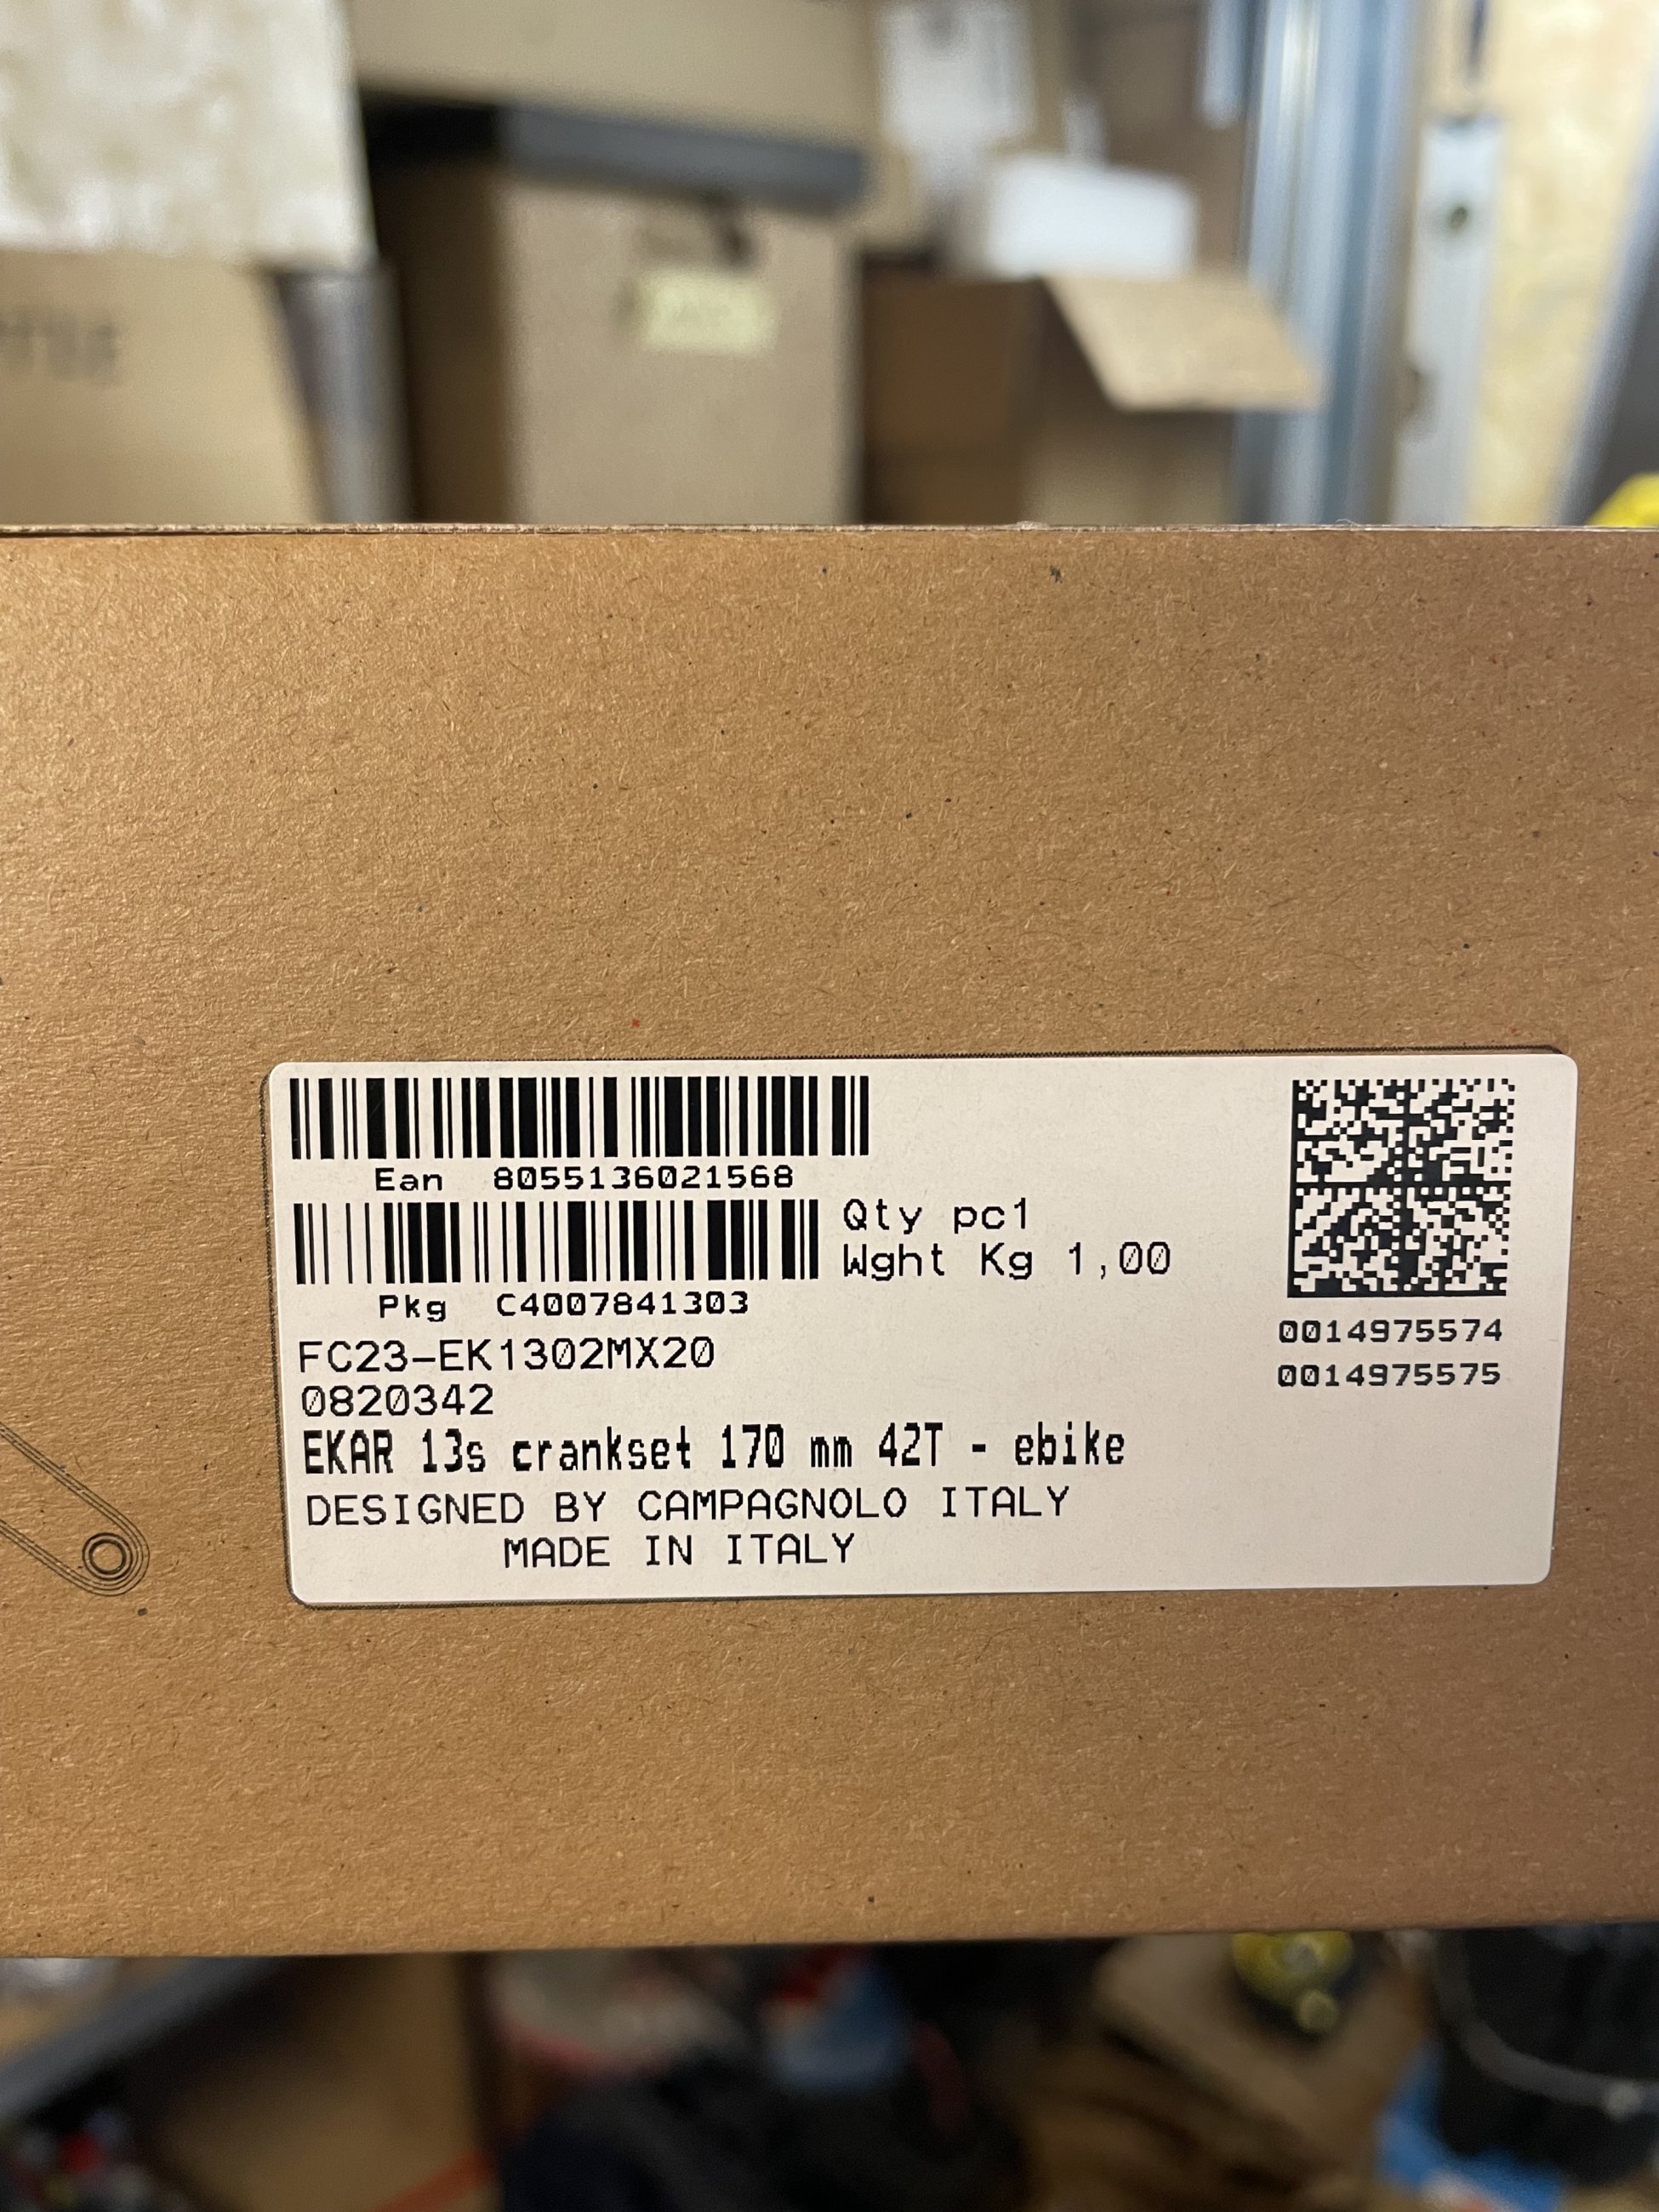 Ean 8055136021568
Pkg C4007841303
Qty pc1
Wght Kg 1,00
FC23-EK1302MX20
0820342
EKAR 13s crankset 170 mm 42T - ebike
DESIGNED BY CAMPAGNOLO ITALY
MADE IN ITALY
0014975574
0014975575